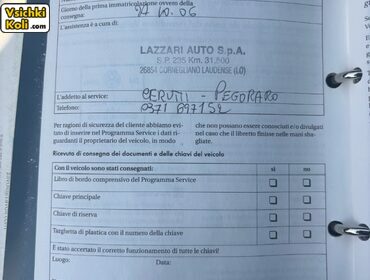 Vsichki
Koli.com
Giorno della prima immatricolazione ovvero della
consegna:
10.06
L'assistenza è a cura di:
LAZZARI AUTO S.p.A.
S.P. 235 Km. 31,500
26854 CORNEGLIANO LAUDENSE (LO)
L'addetto al service: CERUTTI - PEGORARO
Telefono: 0371 697152
Per ragioni di sicurezza del cliente abbiamo evi-
tato di inserire nel Programma Service i dati ri-
guardanti il proprietario del veicolo, in modo
che non possano essere conosciuti e/o divulgati
nel caso che il libretto finisse nelle mani sba-
gliate.
Ricevuta di consegna dei documenti e delle chiavi del veicolo
Con il veicolo sono stati consegnati: si no
Libro di bordo comprensivo del Programma Service
Chiave principale
Chiave di riserva
Targhetta di plastica con il numero della chiave
È stato accertato il corretto funzionamento di tutte le chiavi!
Luogo: Data: